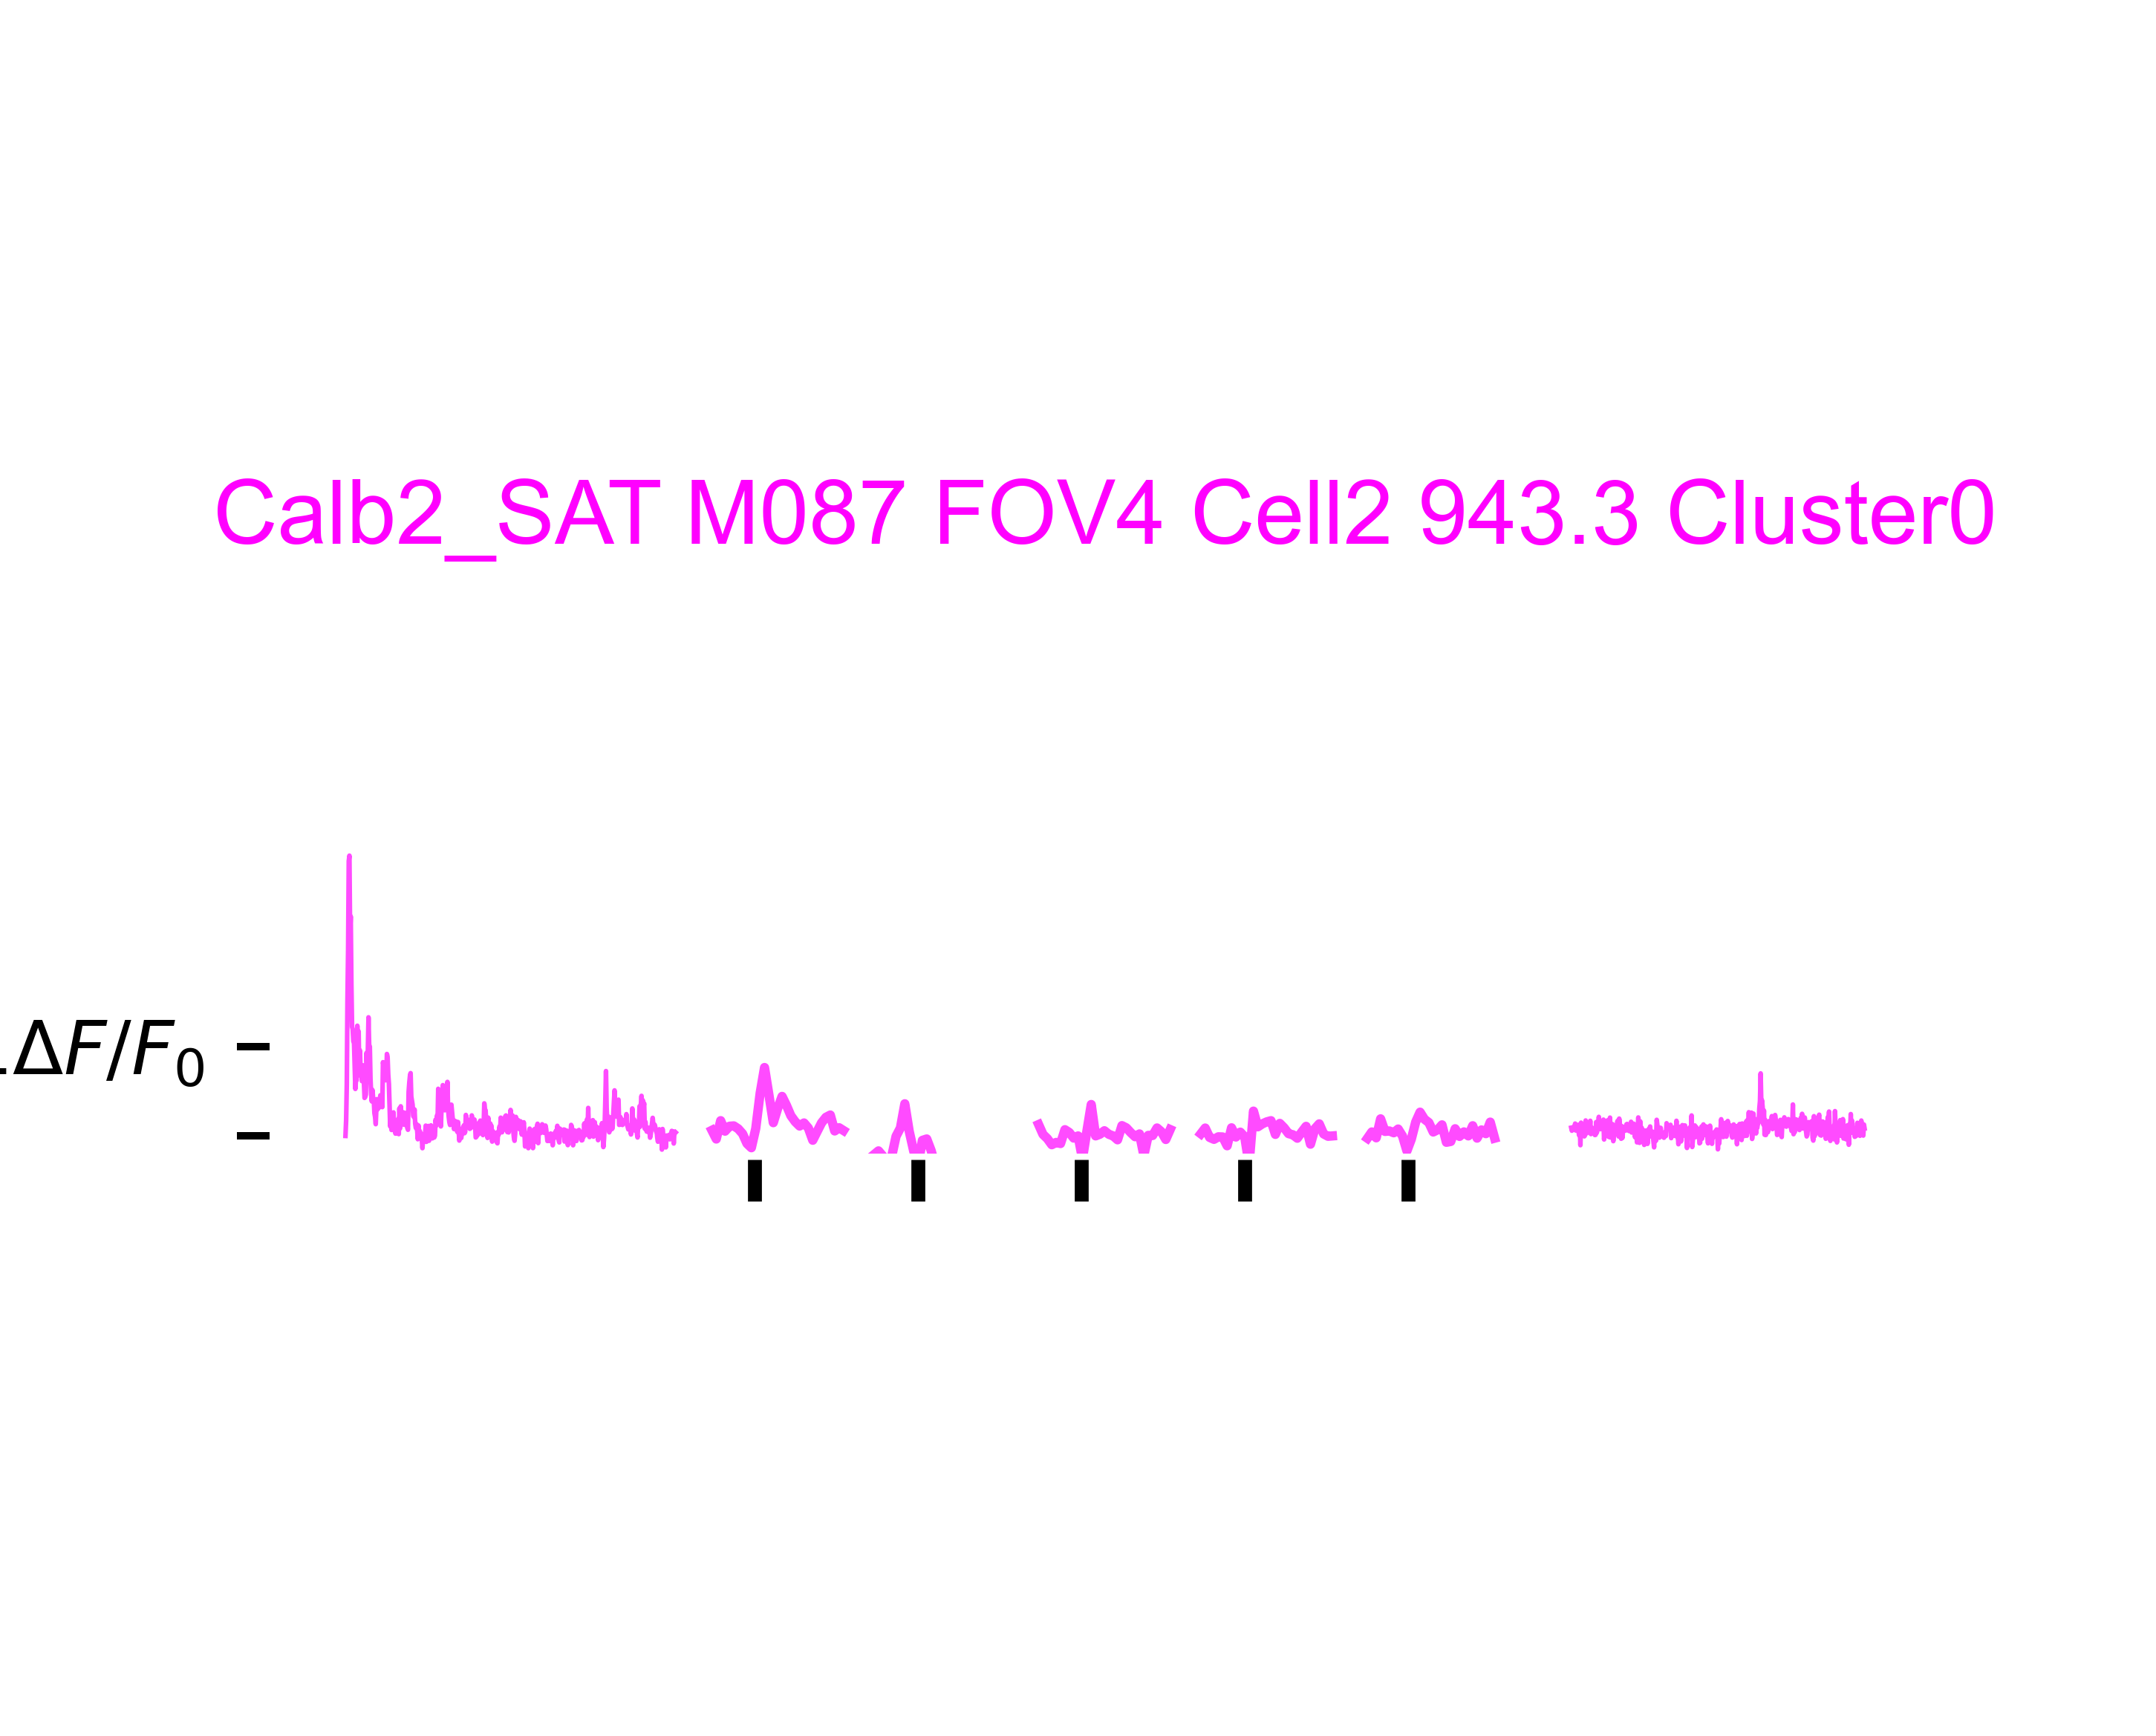 Calb2_SAT M087 FOV4 Cell2 943.3 Cluster0
.ΔF/F₀